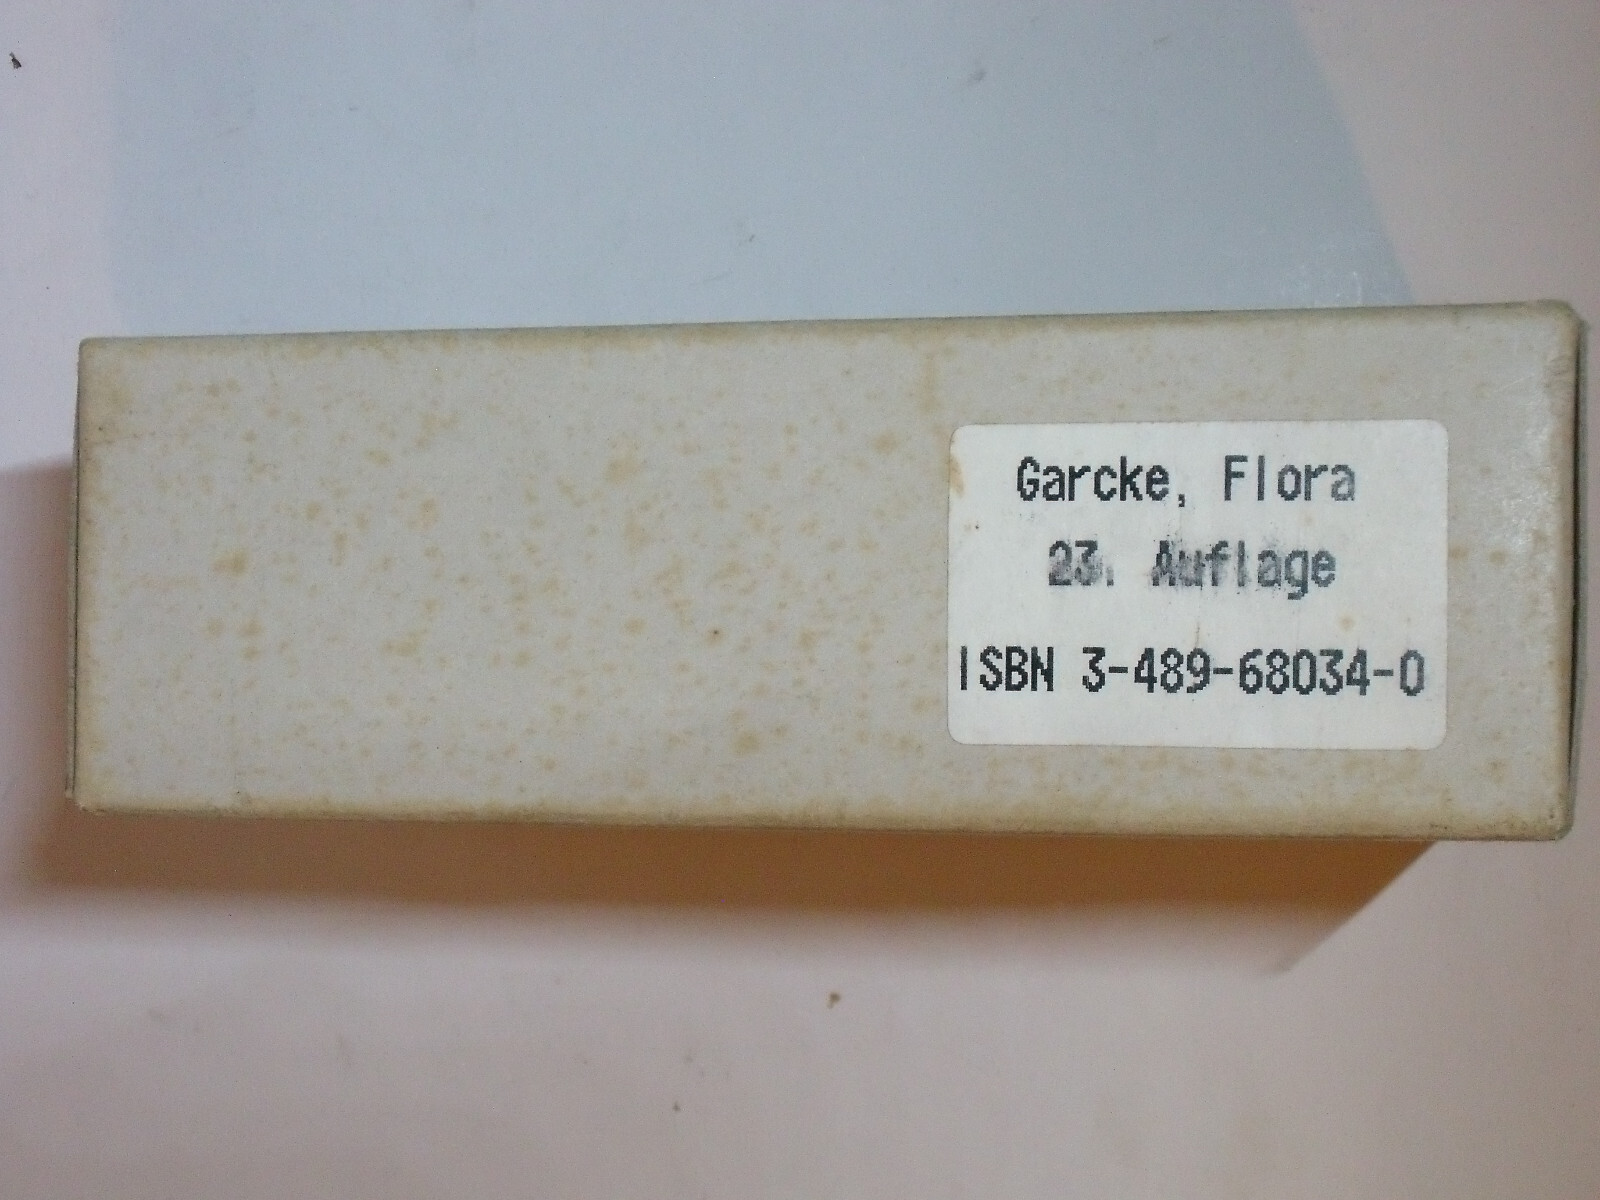 Garcke, Flora
23. Auflage
ISBN 3-489-68034-0